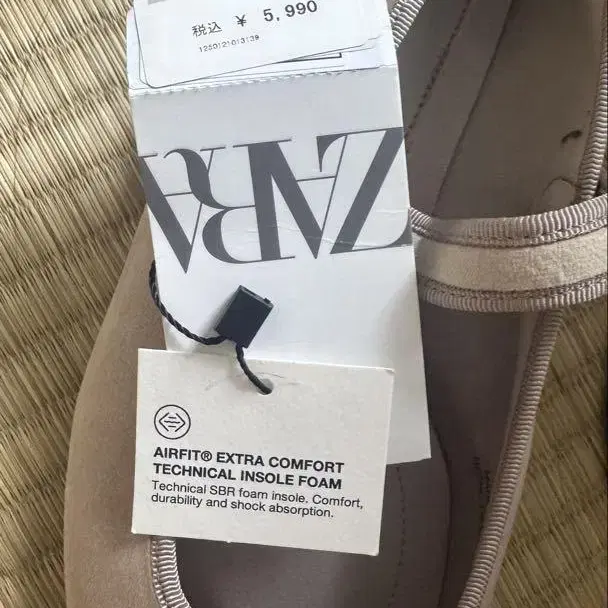 税込 ¥ 5,990
1250121013139
ZARA
AIRFIT® EXTRA COMFORT
TECHNICAL INSOLE FOAM
Technical SBR foam insole. Comfort,
durability and shock absorption.